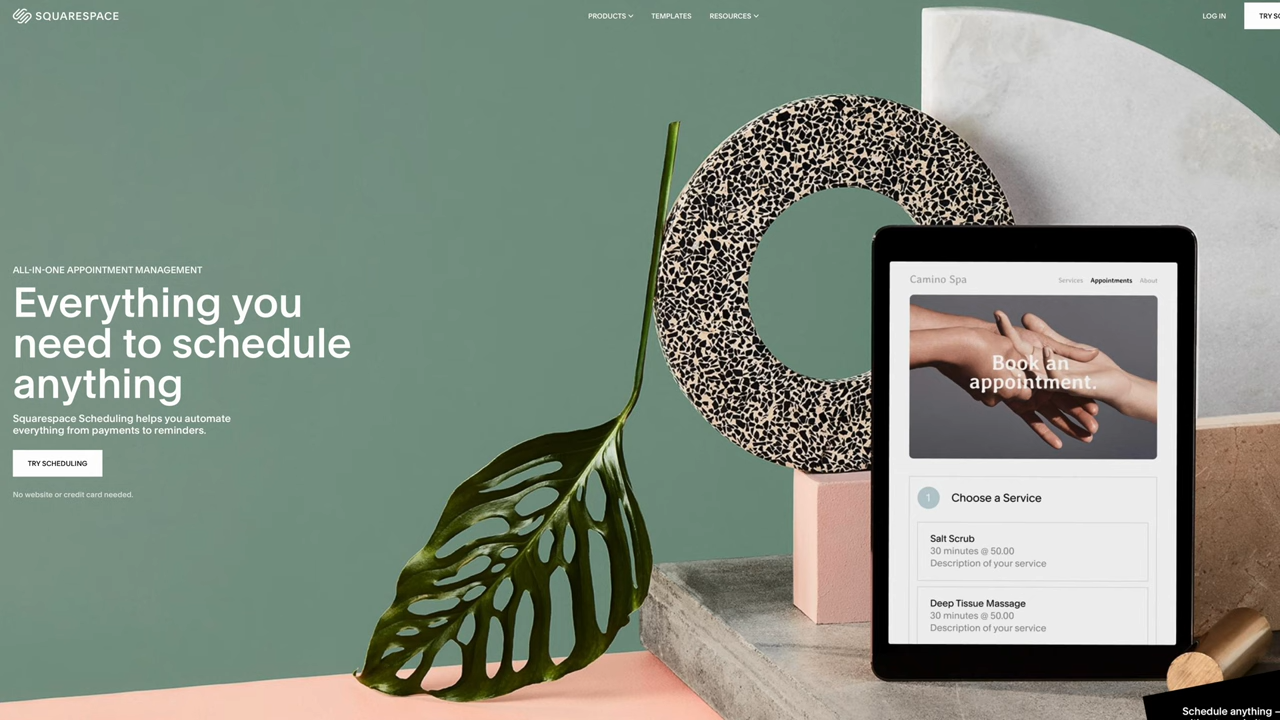 SQUARESPACE
PRODUCTS
TEMPLATES
RESOURCES
LOG IN
TRY
ALL-IN-ONE APPOINTMENT MANAGEMENT
Everything you
need to schedule
anything
Squarespace Scheduling helps you automate
everything from payments to reminders.
TRY SCHEDULING
No website or credit card needed.
Camino Spa
Services
Appointments
About
Book an
appointment.
1
Choose a Service
Salt Scrub
30 minutes @ 50.00
Description of your service
Deep Tissue Massage
30 minutes @ 50.00
Description of your service
Schedule anything –